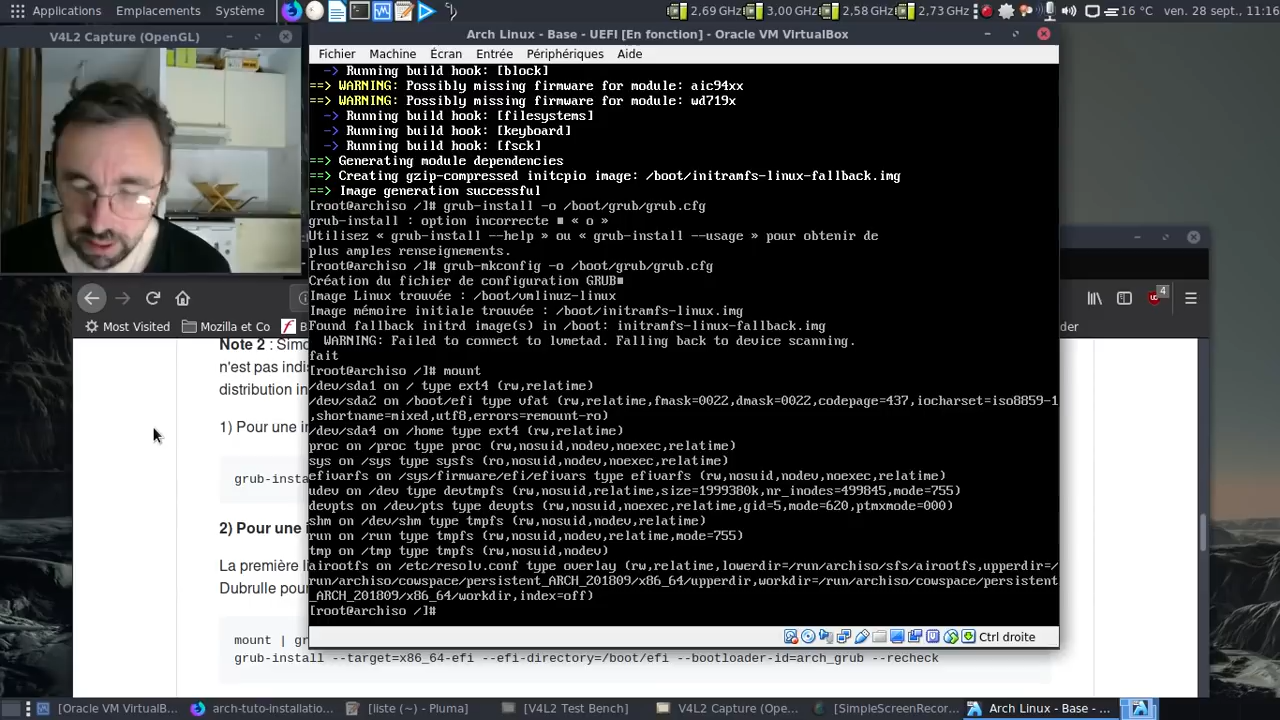 Applications Emplacements Système 2,69 GHz 3,00 GHz 2,58 GHz 2,73 GHz 16 °C ven. 28 sept., 11:16
V4L2 Capture (OpenGL)
Arch Linux - Base - UEFI [En fonction] - Oracle VM VirtualBox
Fichier Machine Écran Entrée Périphériques Aide
-> Running build hook: [block]
==> WARNING: Possibly missing firmware for module: aic94xx
==> WARNING: Possibly missing firmware for module: wd719x
-> Running build hook: [filesystems]
-> Running build hook: [keyboard]
-> Running build hook: [fsck]
==> Generating module dependencies
==> Creating gzip-compressed initcpio image: /boot/initramfs-linux-fallback.img
==> Image generation successful
[root@archiso /]# grub-install -o /boot/grub/grub.cfg
grub-install : option incorrecte ■ « o »
Utilisez « grub-install --help » ou « grub-install --usage » pour obtenir de
plus amples renseignements.
[root@archiso /]# grub-mkconfig -o /boot/grub/grub.cfg
Création du fichier de configuration GRUB■
Image Linux trouvée : /boot/vmlinuz-linux
Image mémoire initiale trouvée : /boot/initramfs-linux.img
Found fallback initrd image(s) in /boot: initramfs-linux-fallback.img
WARNING: Failed to connect to lvmetad. Falling back to device scanning.
fait
[root@archiso /]# mount
/dev/sda1 on / type ext4 (rw,relatime)
/dev/sda2 on /boot/efi type vfat (rw,relatime,fmask=0022,dmask=0022,codepage=437,iocharset=iso8859-1
,shortname=mixed,utf8,errors=remount-ro)
/dev/sda4 on /home type ext4 (rw,relatime)
proc on /proc type proc (rw,nosuid,nodev,noexec,relatime)
sys on /sys type sysfs (ro,nosuid,nodev,noexec,relatime)
efivarfs on /sys/firmware/efi/efivars type efivarfs (rw,nosuid,nodev,noexec,relatime)
udev on /dev type devtmpfs (rw,nosuid,relatime,size=1999380k,nr_inodes=499845,mode=755)
devpts on /dev/pts type devpts (rw,nosuid,noexec,relatime,gid=5,mode=620,ptmxmode=000)
shm on /dev/shm type tmpfs (rw,nosuid,nodev,relatime)
run on /run type tmpfs (rw,nosuid,nodev,relatime,mode=755)
tmp on /tmp type tmpfs (rw,nosuid,nodev)
airootfs on /etc/resolv.conf type overlay (rw,relatime,lowerdir=/run/archiso/sfs/airootfs,upperdir=/
run/archiso/cowspace/persistent_ARCH_201809/x86_64/upperdir,workdir=/run/archiso/cowspace/persistent
_ARCH_201809/x86_64/workdir,index=off)
[root@archiso /]#
Ctrl droite
4
Most Visited Mozilla et Co
Note 2 : Simo
n'est pas indis
distribution in
1) Pour une in
grub-insta
2) Pour une i
La première li
Dubrulle pour
mount | gr
grub-install --target=x86_64-efi --efi-directory=/boot/efi --bootloader-id=arch_grub --recheck
[Oracle VM VirtualB... arch-tuto-installatio... [liste (~) - Pluma] [V4L2 Test Bench] V4L2 Capture (Ope... [SimpleScreenRecor... Arch Linux - Base - ...